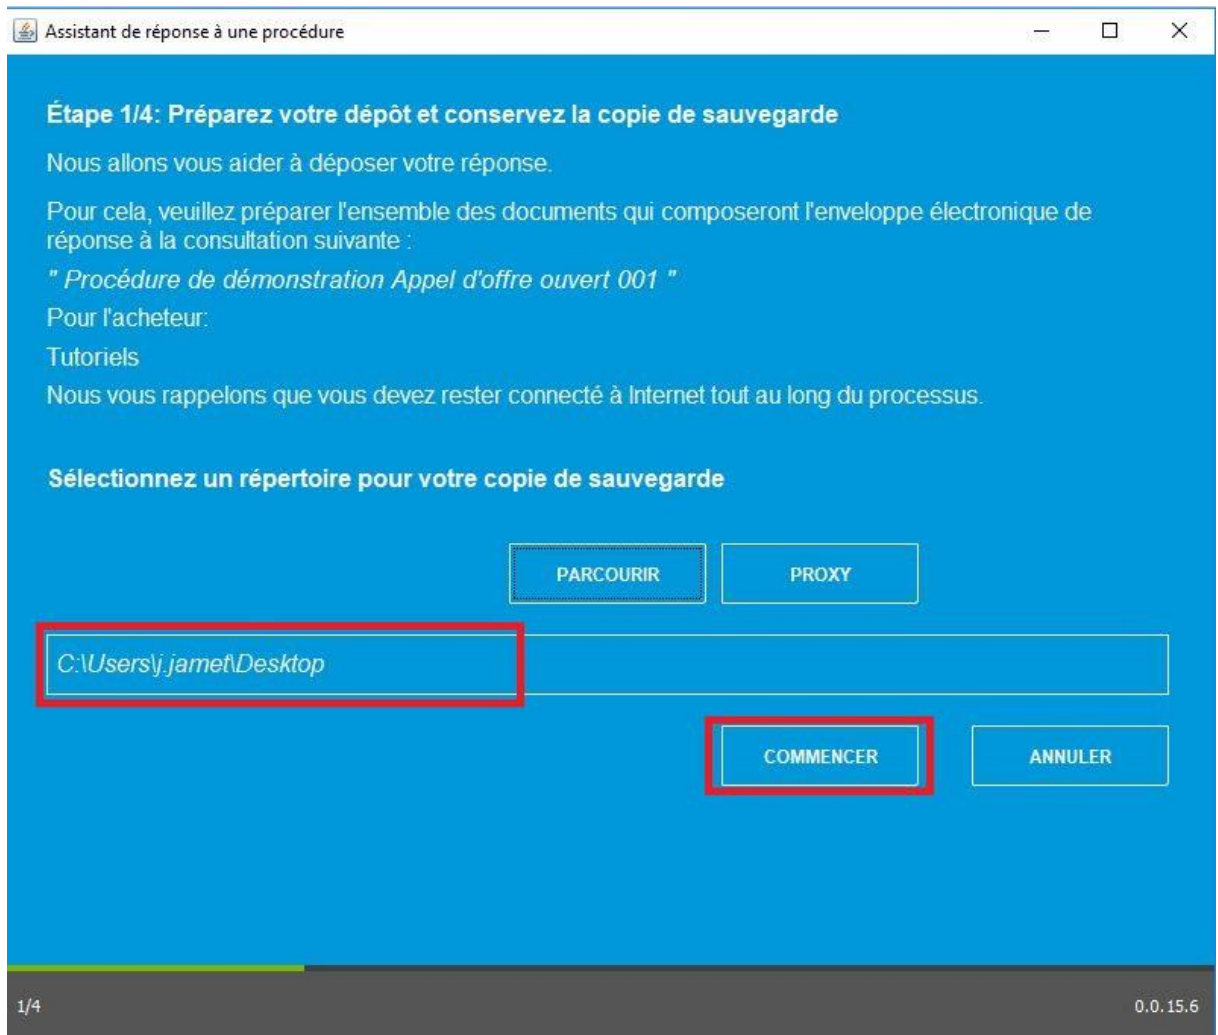 Assistant de réponse à une procédure
Étape 1/4: Préparez votre dépôt et conservez la copie de sauvegarde
Nous allons vous aider à déposer votre réponse.
Pour cela, veuillez préparer l'ensemble des documents qui composeront l'enveloppe électronique de
réponse à la consultation suivante :
" Procédure de démonstration Appel d'offre ouvert 001 "
Pour l'acheteur:
Tutoriels
Nous vous rappelons que vous devez rester connecté à Internet tout au long du processus.
Sélectionnez un répertoire pour votre copie de sauvegarde
PARCOURIR PROXY
C:\Users\j.jamet\Desktop
COMMENCER ANNULER
1/4 0.0.15.6